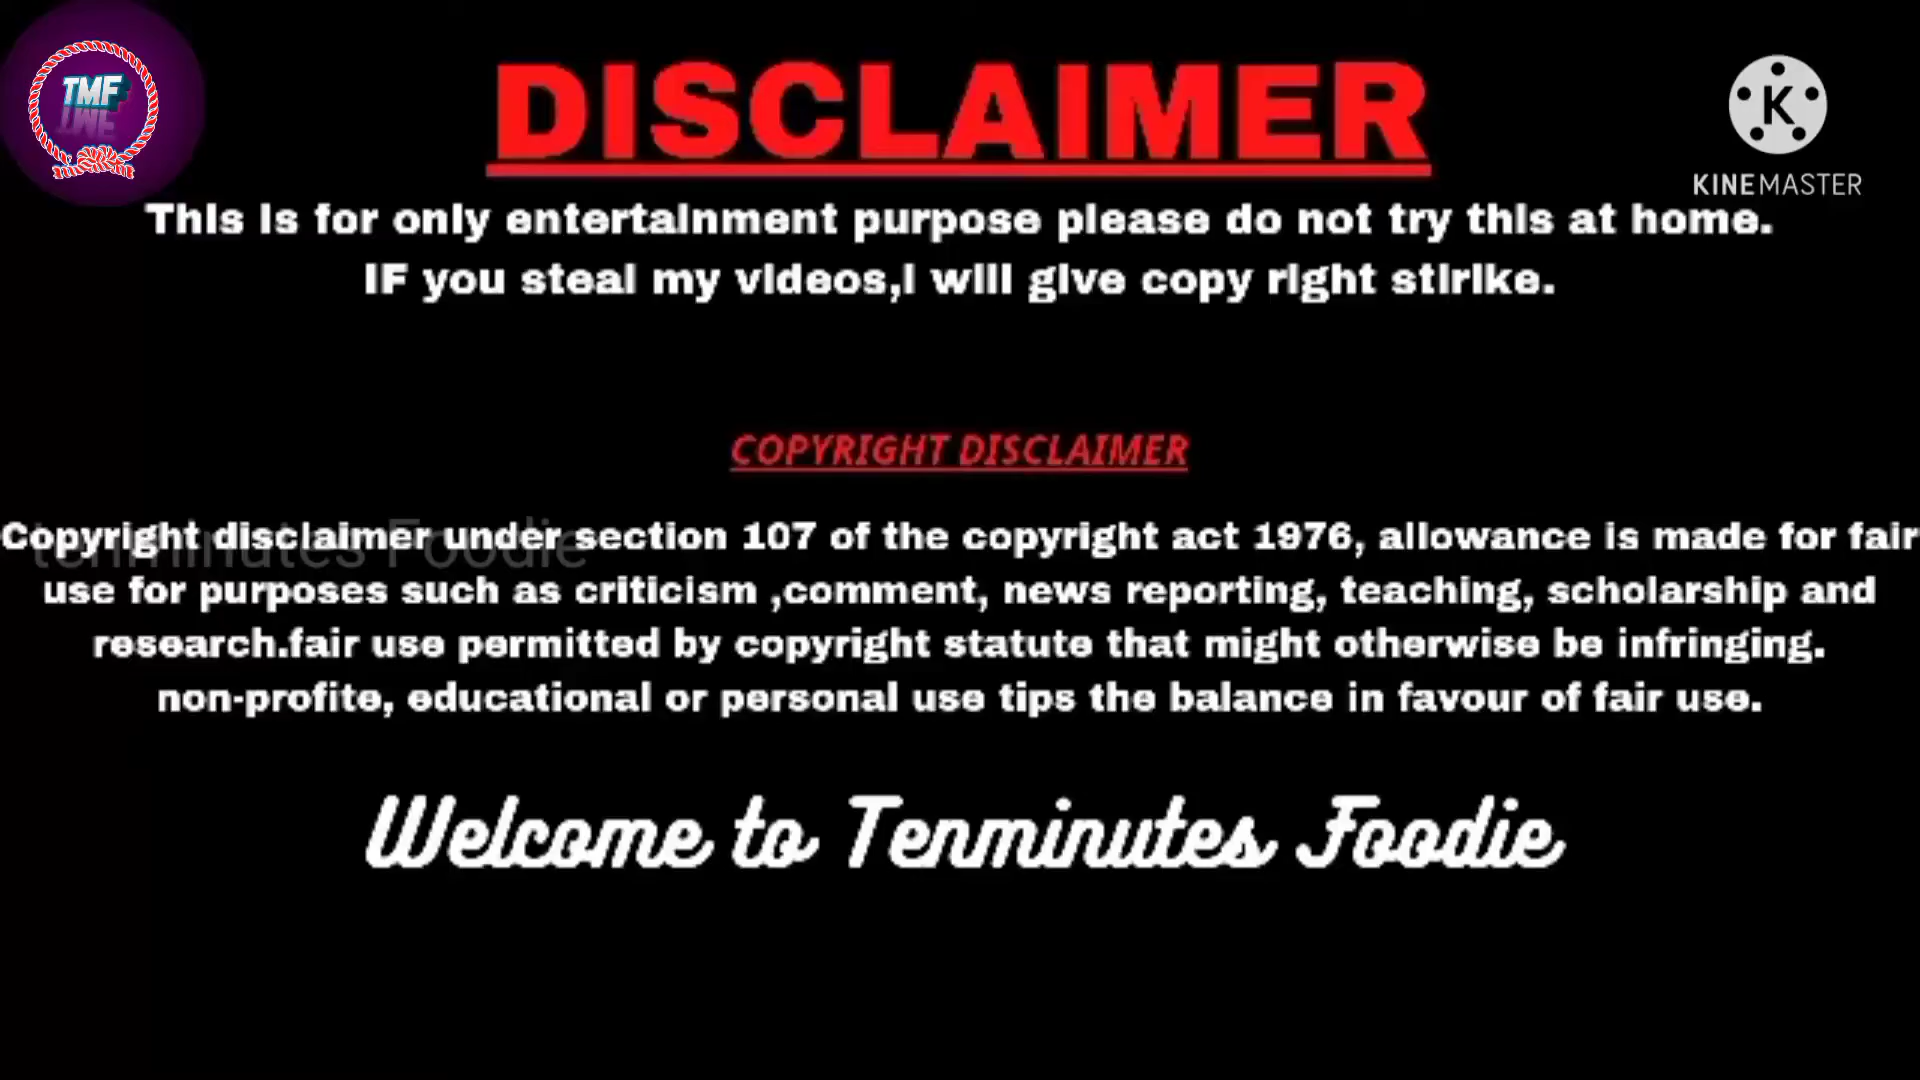 TMF
DISCLAIMER
K
KINEMASTER
This is for only entertainment purpose please do not try this at home.
IF you steal my videos,I will give copy right stirike.
COPYRIGHT DISCLAIMER
tenminutes Foodie
Copyright disclaimer under section 107 of the copyright act 1976, allowance is made for fair
use for purposes such as criticism ,comment, news reporting, teaching, scholarship and
research.fair use permitted by copyright statute that might otherwise be infringing.
non-profite, educational or personal use tips the balance in favour of fair use.
Welcome to Tenminutes Foodie